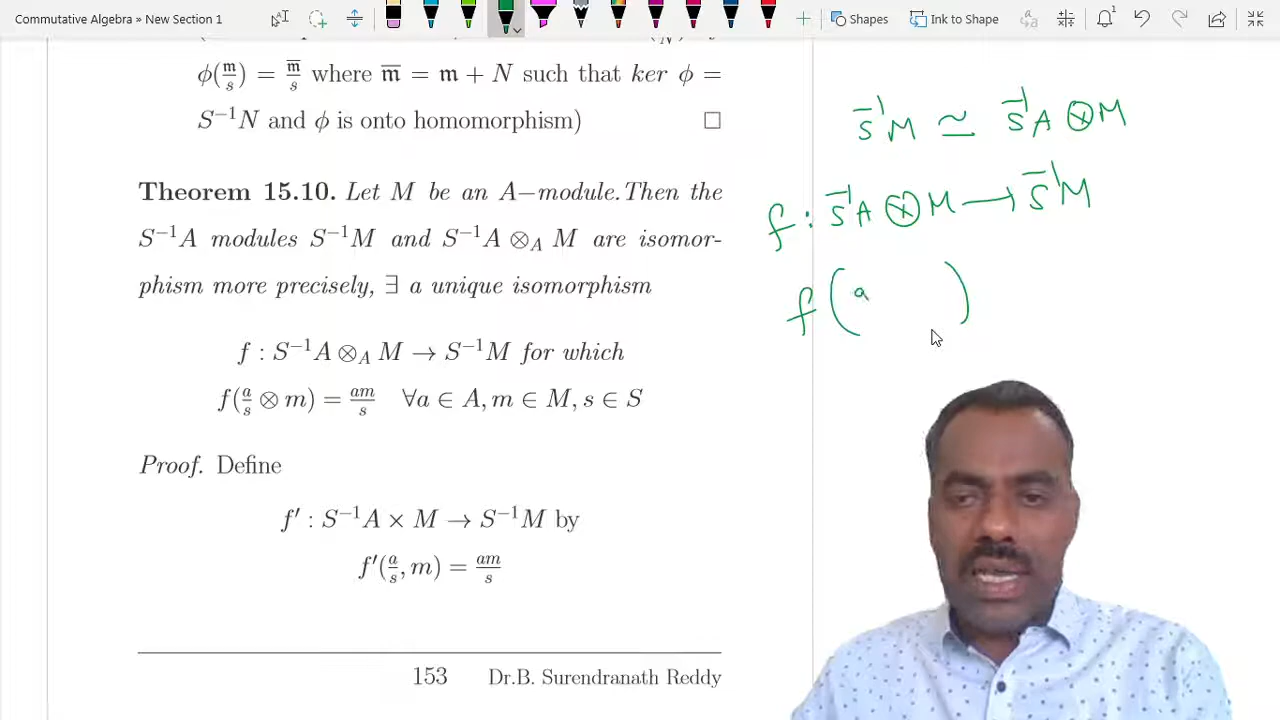 Commutative Algebra » New Section 1
Shapes
Ink to Shape
ϕ(𝔪/s) = 𝔪̅/s where 𝔪̅ = 𝔪 + N such that ker ϕ =
S⁻¹N and ϕ is onto homomorphism) □
Theorem 15.10. Let M be an A−module.Then the
S⁻¹A modules S⁻¹M and S⁻¹A ⊗_A M are isomor-
phism more precisely, ∃ a unique isomorphism
f : S⁻¹A ⊗_A M → S⁻¹M for which
f(a/s ⊗ m) = am/s ∀a ∈ A, m ∈ M, s ∈ S
Proof. Define
f′ : S⁻¹A × M → S⁻¹M by
f′(a/s, m) = am/s
153 Dr.B. Surendranath Reddy
S⁻¹M ≃ S⁻¹A ⊗ M
f : S⁻¹A ⊗ M → S⁻¹M
f ( a )